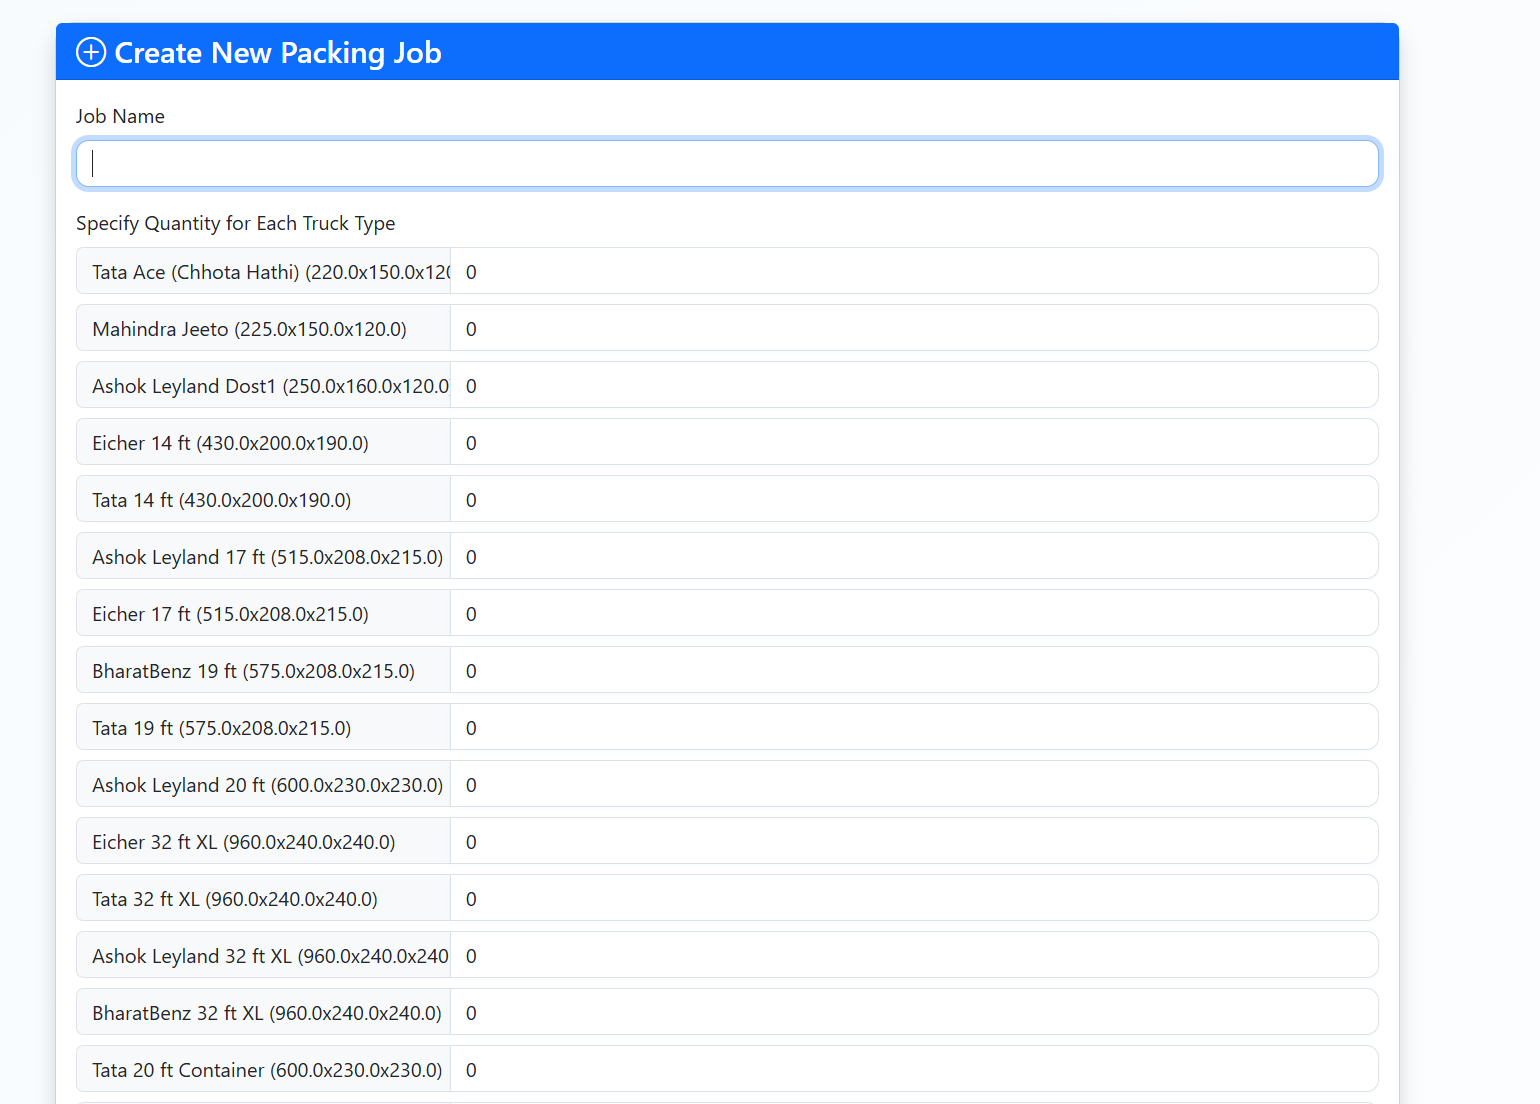 Create New Packing Job
Job Name
Specify Quantity for Each Truck Type
Tata Ace (Chhota Hathi) (220.0x150.0x120 0
Mahindra Jeeto (225.0x150.0x120.0) 0
Ashok Leyland Dost1 (250.0x160.0x120.0) 0
Eicher 14 ft (430.0x200.0x190.0) 0
Tata 14 ft (430.0x200.0x190.0) 0
Ashok Leyland 17 ft (515.0x208.0x215.0) 0
Eicher 17 ft (515.0x208.0x215.0) 0
BharatBenz 19 ft (575.0x208.0x215.0) 0
Tata 19 ft (575.0x208.0x215.0) 0
Ashok Leyland 20 ft (600.0x230.0x230.0) 0
Eicher 32 ft XL (960.0x240.0x240.0) 0
Tata 32 ft XL (960.0x240.0x240.0) 0
Ashok Leyland 32 ft XL (960.0x240.0x240 0
BharatBenz 32 ft XL (960.0x240.0x240.0) 0
Tata 20 ft Container (600.0x230.0x230.0) 0